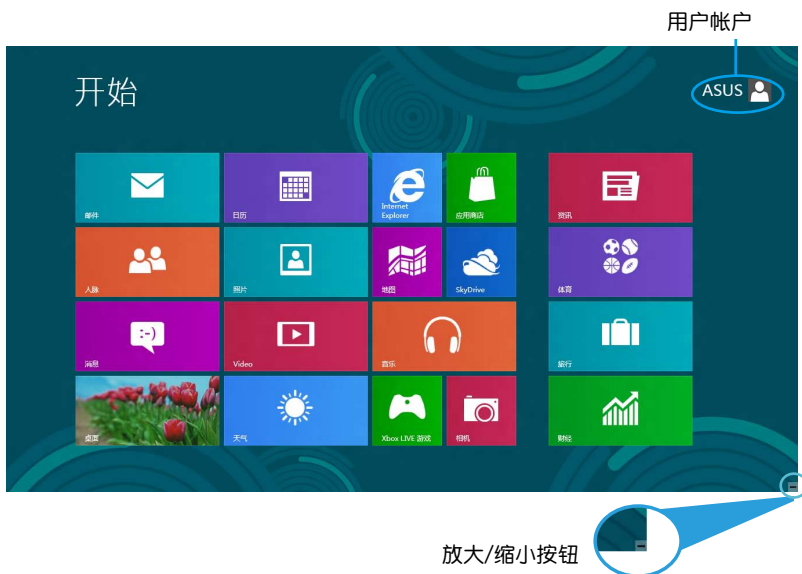 用户帐户
开始
ASUS
邮件
日历
Internet
Explorer
应用商店
资讯
人脉
照片
地图
SkyDrive
体育
:-)
消息
Video
音乐
旅行
桌面
天气
Xbox LIVE 游戏
相机
财经
放大/缩小按钮